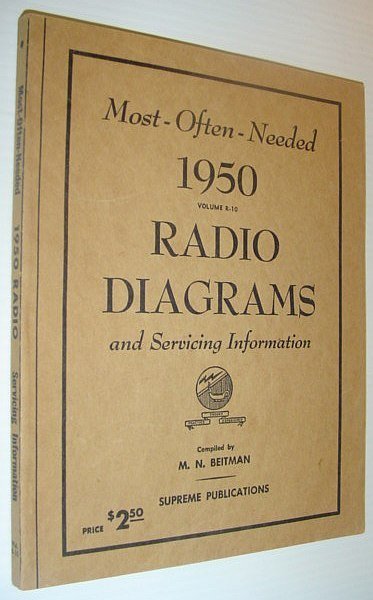 Most-Often-Needed
1950
VOLUME R-10
RADIO
DIAGRAMS
and Servicing Information
Compiled by
M. N. BEITMAN
SUPREME PUBLICATIONS
PRICE $2.50
Most-Often-Needed 1950 RADIO Servicing Information